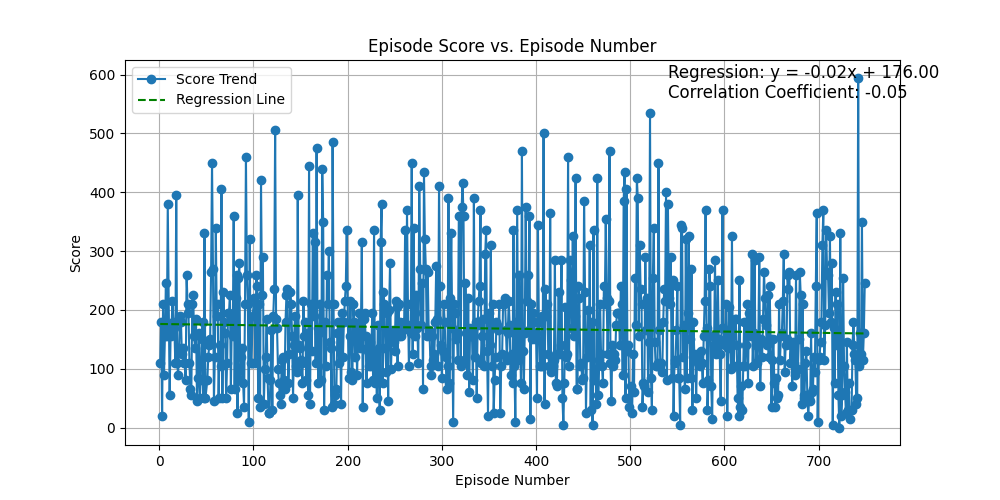 Episode Score vs. Episode Number
Score Trend
Regression Line
Regression: y = -0.02x + 176.00
Correlation Coefficient: -0.05
Score
600
500
400
300
200
100
0
0 100 200 300 400 500 600 700
Episode Number